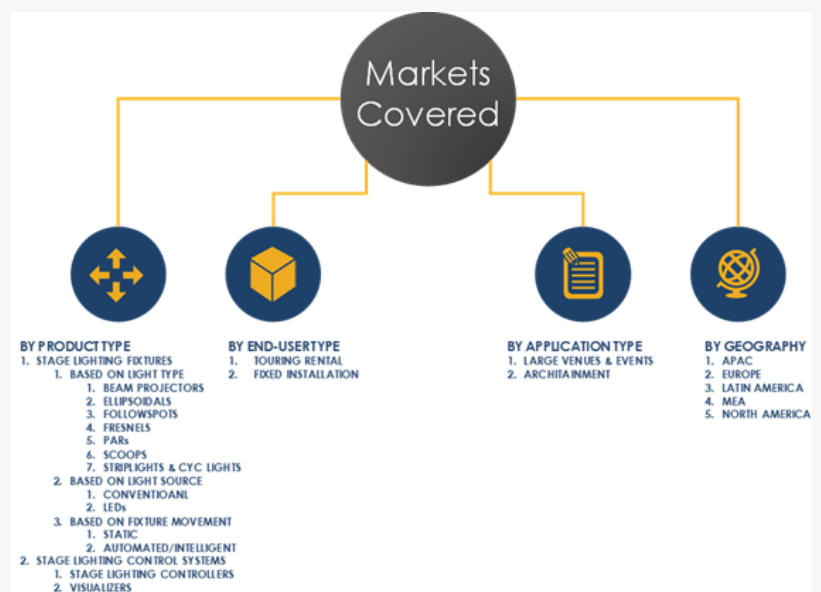 Markets
Covered
BY PRODUCT TYPE
1. STAGE LIGHTING FIXTURES
1. BASED ON LIGHT TYPE
1. BEAM PROJECTORS
2. ELLIPSOIDALS
3. FOLLOWSPOTS
4. FRESNELS
5. PARs
6. SCOOPS
7. STRIPLIGHTS & CYC LIGHTS
2. BASED ON LIGHT SOURCE
1. CONVENTIOANL
2. LEDs
3. BASED ON FIXTURE MOVEMENT
1. STATIC
2. AUTOMATED/INTELLIGENT
2. STAGE LIGHTING CONTROL SYSTEMS
1. STAGE LIGHTING CONTROLLERS
2. VISUALIZERS
BY END-USER TYPE
1. TOURING RENTAL
2. FIXED INSTALLATION
BY APPLICATION TYPE
1. LARGE VENUES & EVENTS
2. ARCHITAINMENT
BY GEOGRAPHY
1. APAC
2. EUROPE
3. LATIN AMERICA
4. MEA
5. NORTH AMERICA